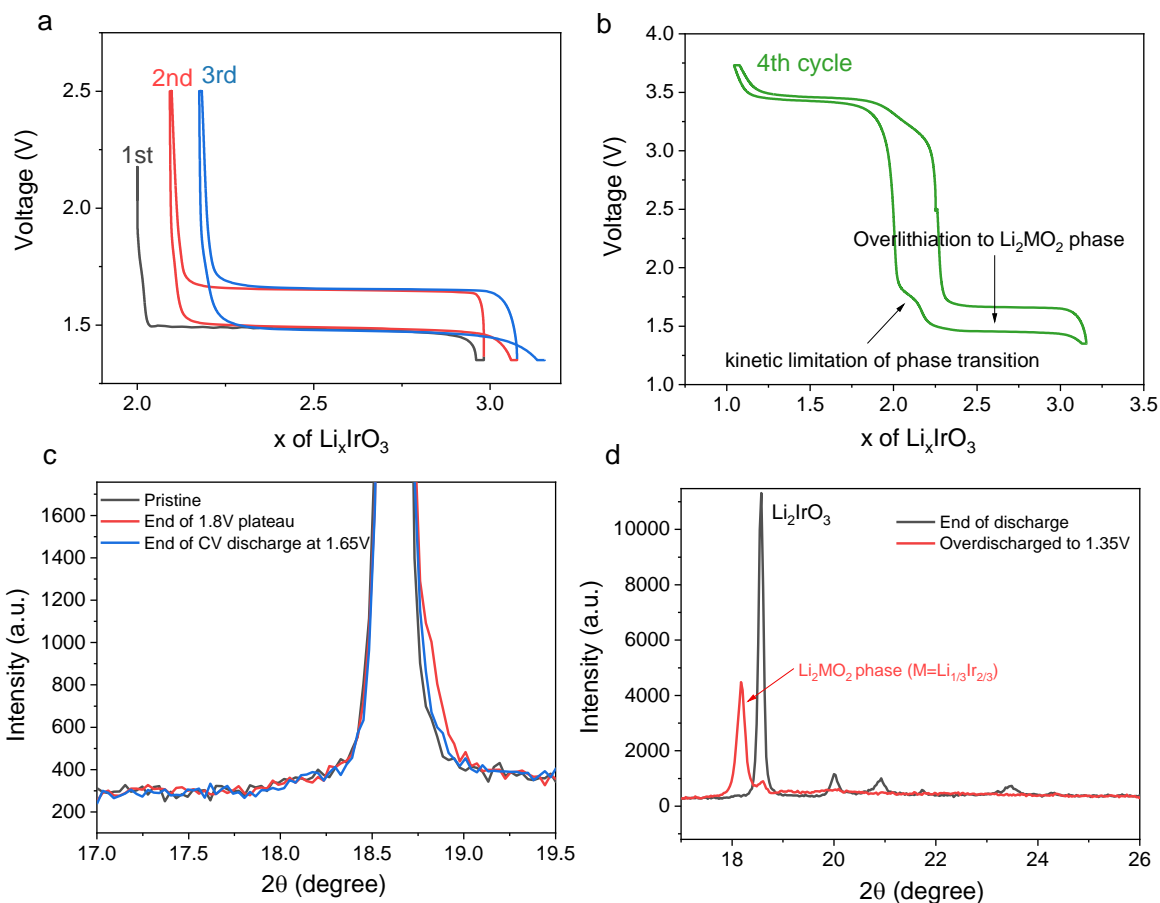 a
2nd
3rd
1st
2.5
2.0
1.5
Voltage (V)
2.0
2.5
3.0
x of LiₓIrO₃
b
4th cycle
4.0
3.5
3.0
2.5
2.0
1.5
1.0
Voltage (V)
Overlithiation to Li₂MO₂ phase
kinetic limitation of phase transition
1.0
1.5
2.0
2.5
3.0
3.5
x of LiₓIrO₃
c
Pristine
End of 1.8V plateau
End of CV discharge at 1.65V
1600
1400
1200
1000
800
600
400
200
Intensity (a.u.)
17.0
17.5
18.0
18.5
19.0
19.5
2θ (degree)
d
Li₂IrO₃
End of discharge
Overdischarged to 1.35V
Li₂MO₂ phase (M=Li₁/₃Ir₂/₃)
10000
8000
6000
4000
2000
0
Intensity (a.u.)
18
20
22
24
26
2θ (degree)